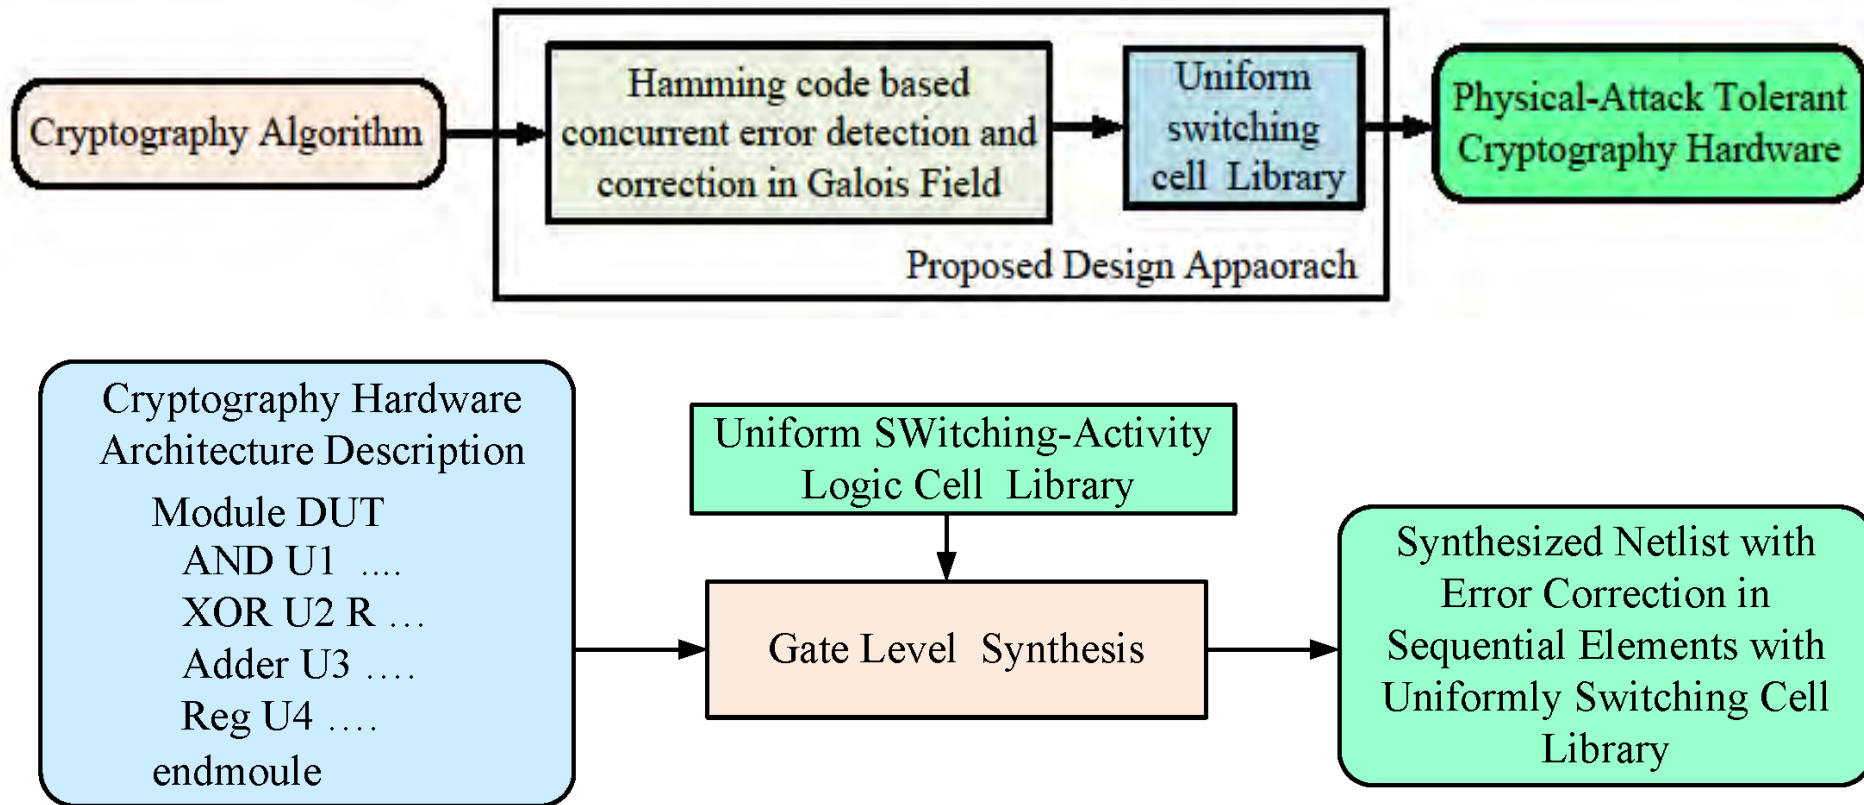 Cryptography Algorithm
Hamming code based
concurrent error detection and
correction in Galois Field
Uniform
switching
cell Library
Physical-Attack Tolerant
Cryptography Hardware
Proposed Design Appaorach
Cryptography Hardware
Architecture Description
Module DUT
AND U1 ....
XOR U2 R ...
Adder U3 ....
Reg U4 ....
endmoule
Uniform SWitching-Activity
Logic Cell Library
Gate Level Synthesis
Synthesized Netlist with
Error Correction in
Sequential Elements with
Uniformly Switching Cell
Library